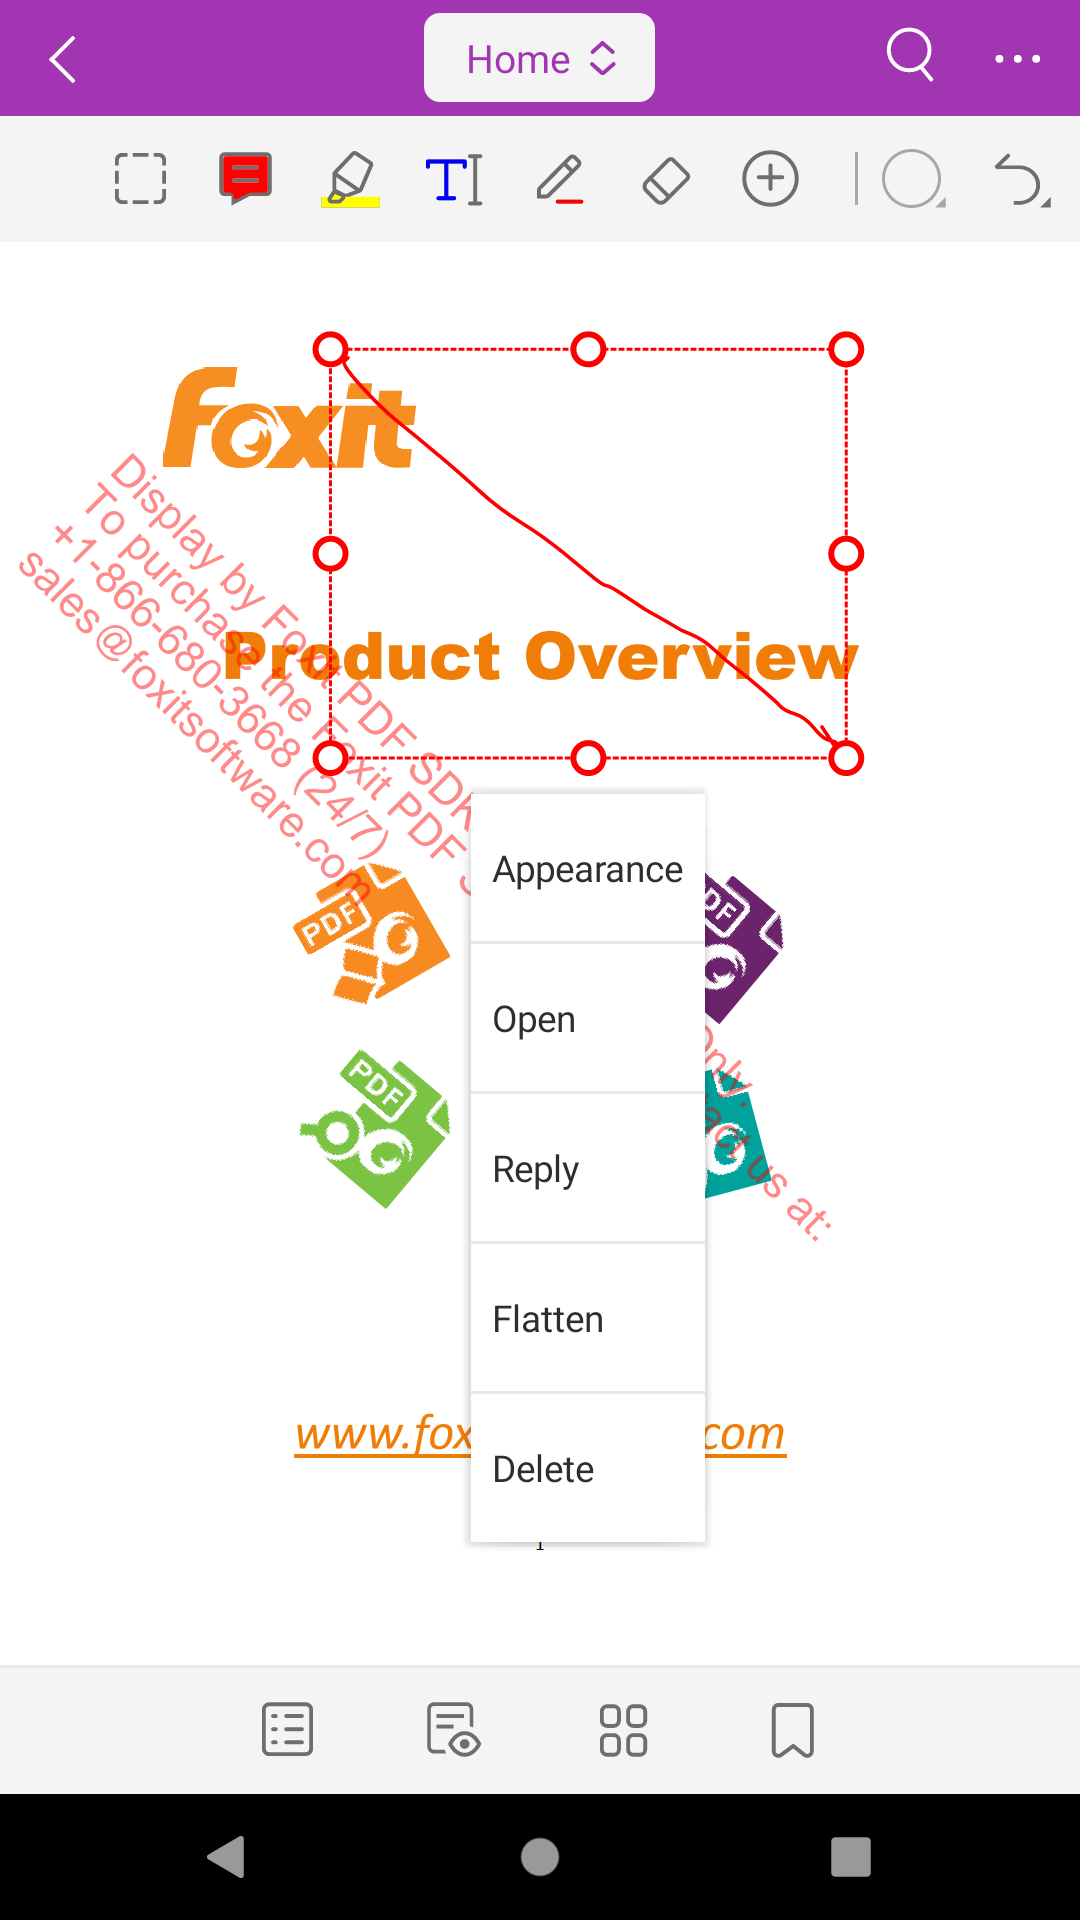 Home
T
Foxit
Display by Foxit PDF SDK
To purchase the Foxit PDF S
+1-866-680-3668 (24/7)
sales@foxitsoftware.com
Product Overview
Appearance
Open
Reply
Flatten
Delete
PDF
DF
PDF
only.
act us at:
www.fox
com
1